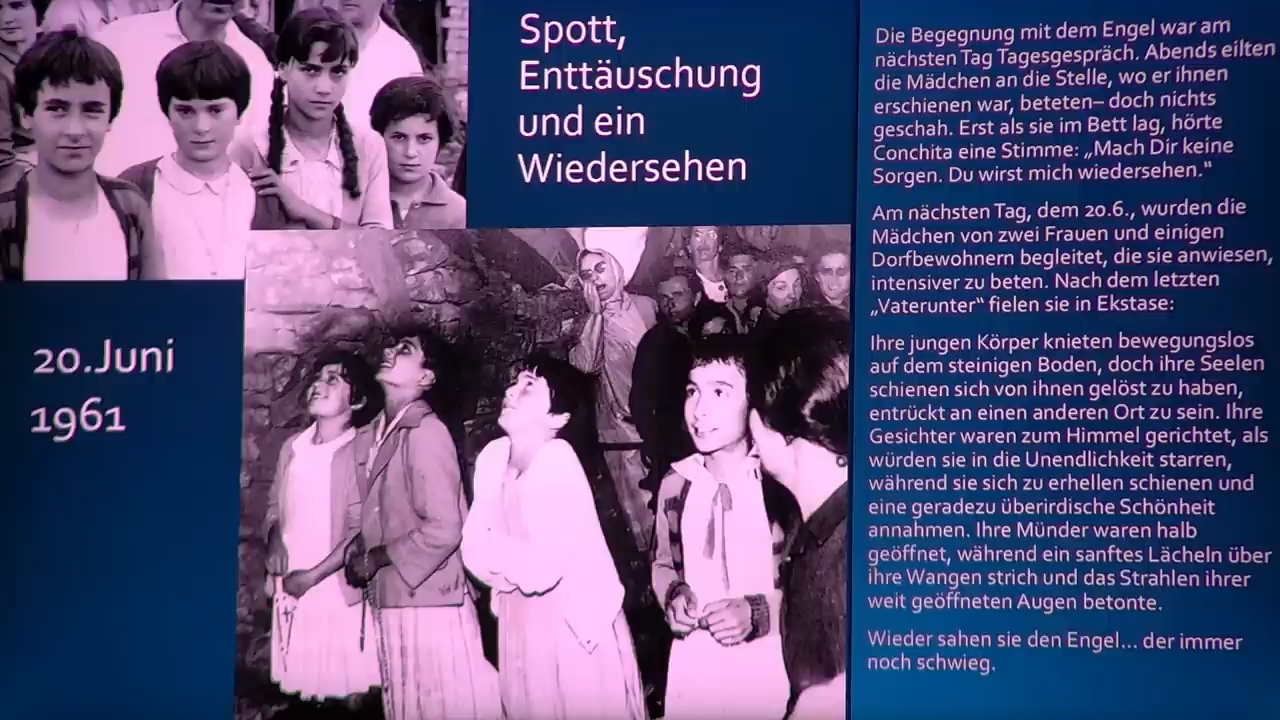 Spott,
Enttäuschung
und ein
Wiedersehen
20.Juni
1961
Die Begegnung mit dem Engel war am
nächsten Tag Tagesgespräch. Abends eilten
die Mädchen an die Stelle, wo er ihnen
erschienen war, beteten– doch nichts
geschah. Erst als sie im Bett lag, hörte
Conchita eine Stimme: „Mach Dir keine
Sorgen. Du wirst mich wiedersehen."
Am nächsten Tag, dem 20.6., wurden die
Mädchen von zwei Frauen und einigen
Dorfbewohnern begleitet, die sie anwiesen,
intensiver zu beten. Nach dem letzten
„Vaterunter" fielen sie in Ekstase:
Ihre jungen Körper knieten bewegungslos
auf dem steinigen Boden, doch ihre Seelen
schienen sich von ihnen gelöst zu haben,
entrückt an einen anderen Ort zu sein. Ihre
Gesichter waren zum Himmel gerichtet, als
würden sie in die Unendlichkeit starren,
während sie sich zu erhellen schienen und
eine geradezu überirdische Schönheit
annahmen. Ihre Münder waren halb
geöffnet, während ein sanftes Lächeln über
ihre Wangen strich und das Strahlen ihrer
weit geöffneten Augen betonte.
Wieder sahen sie den Engel... der immer
noch schwieg.